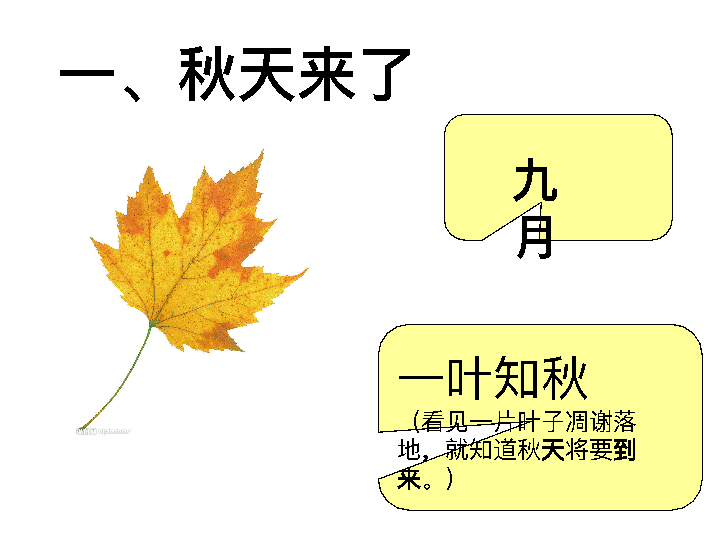 一、秋天来了
九
月
一叶知秋
（看见一片叶子凋谢落
地，就知道秋天将要到
来。）